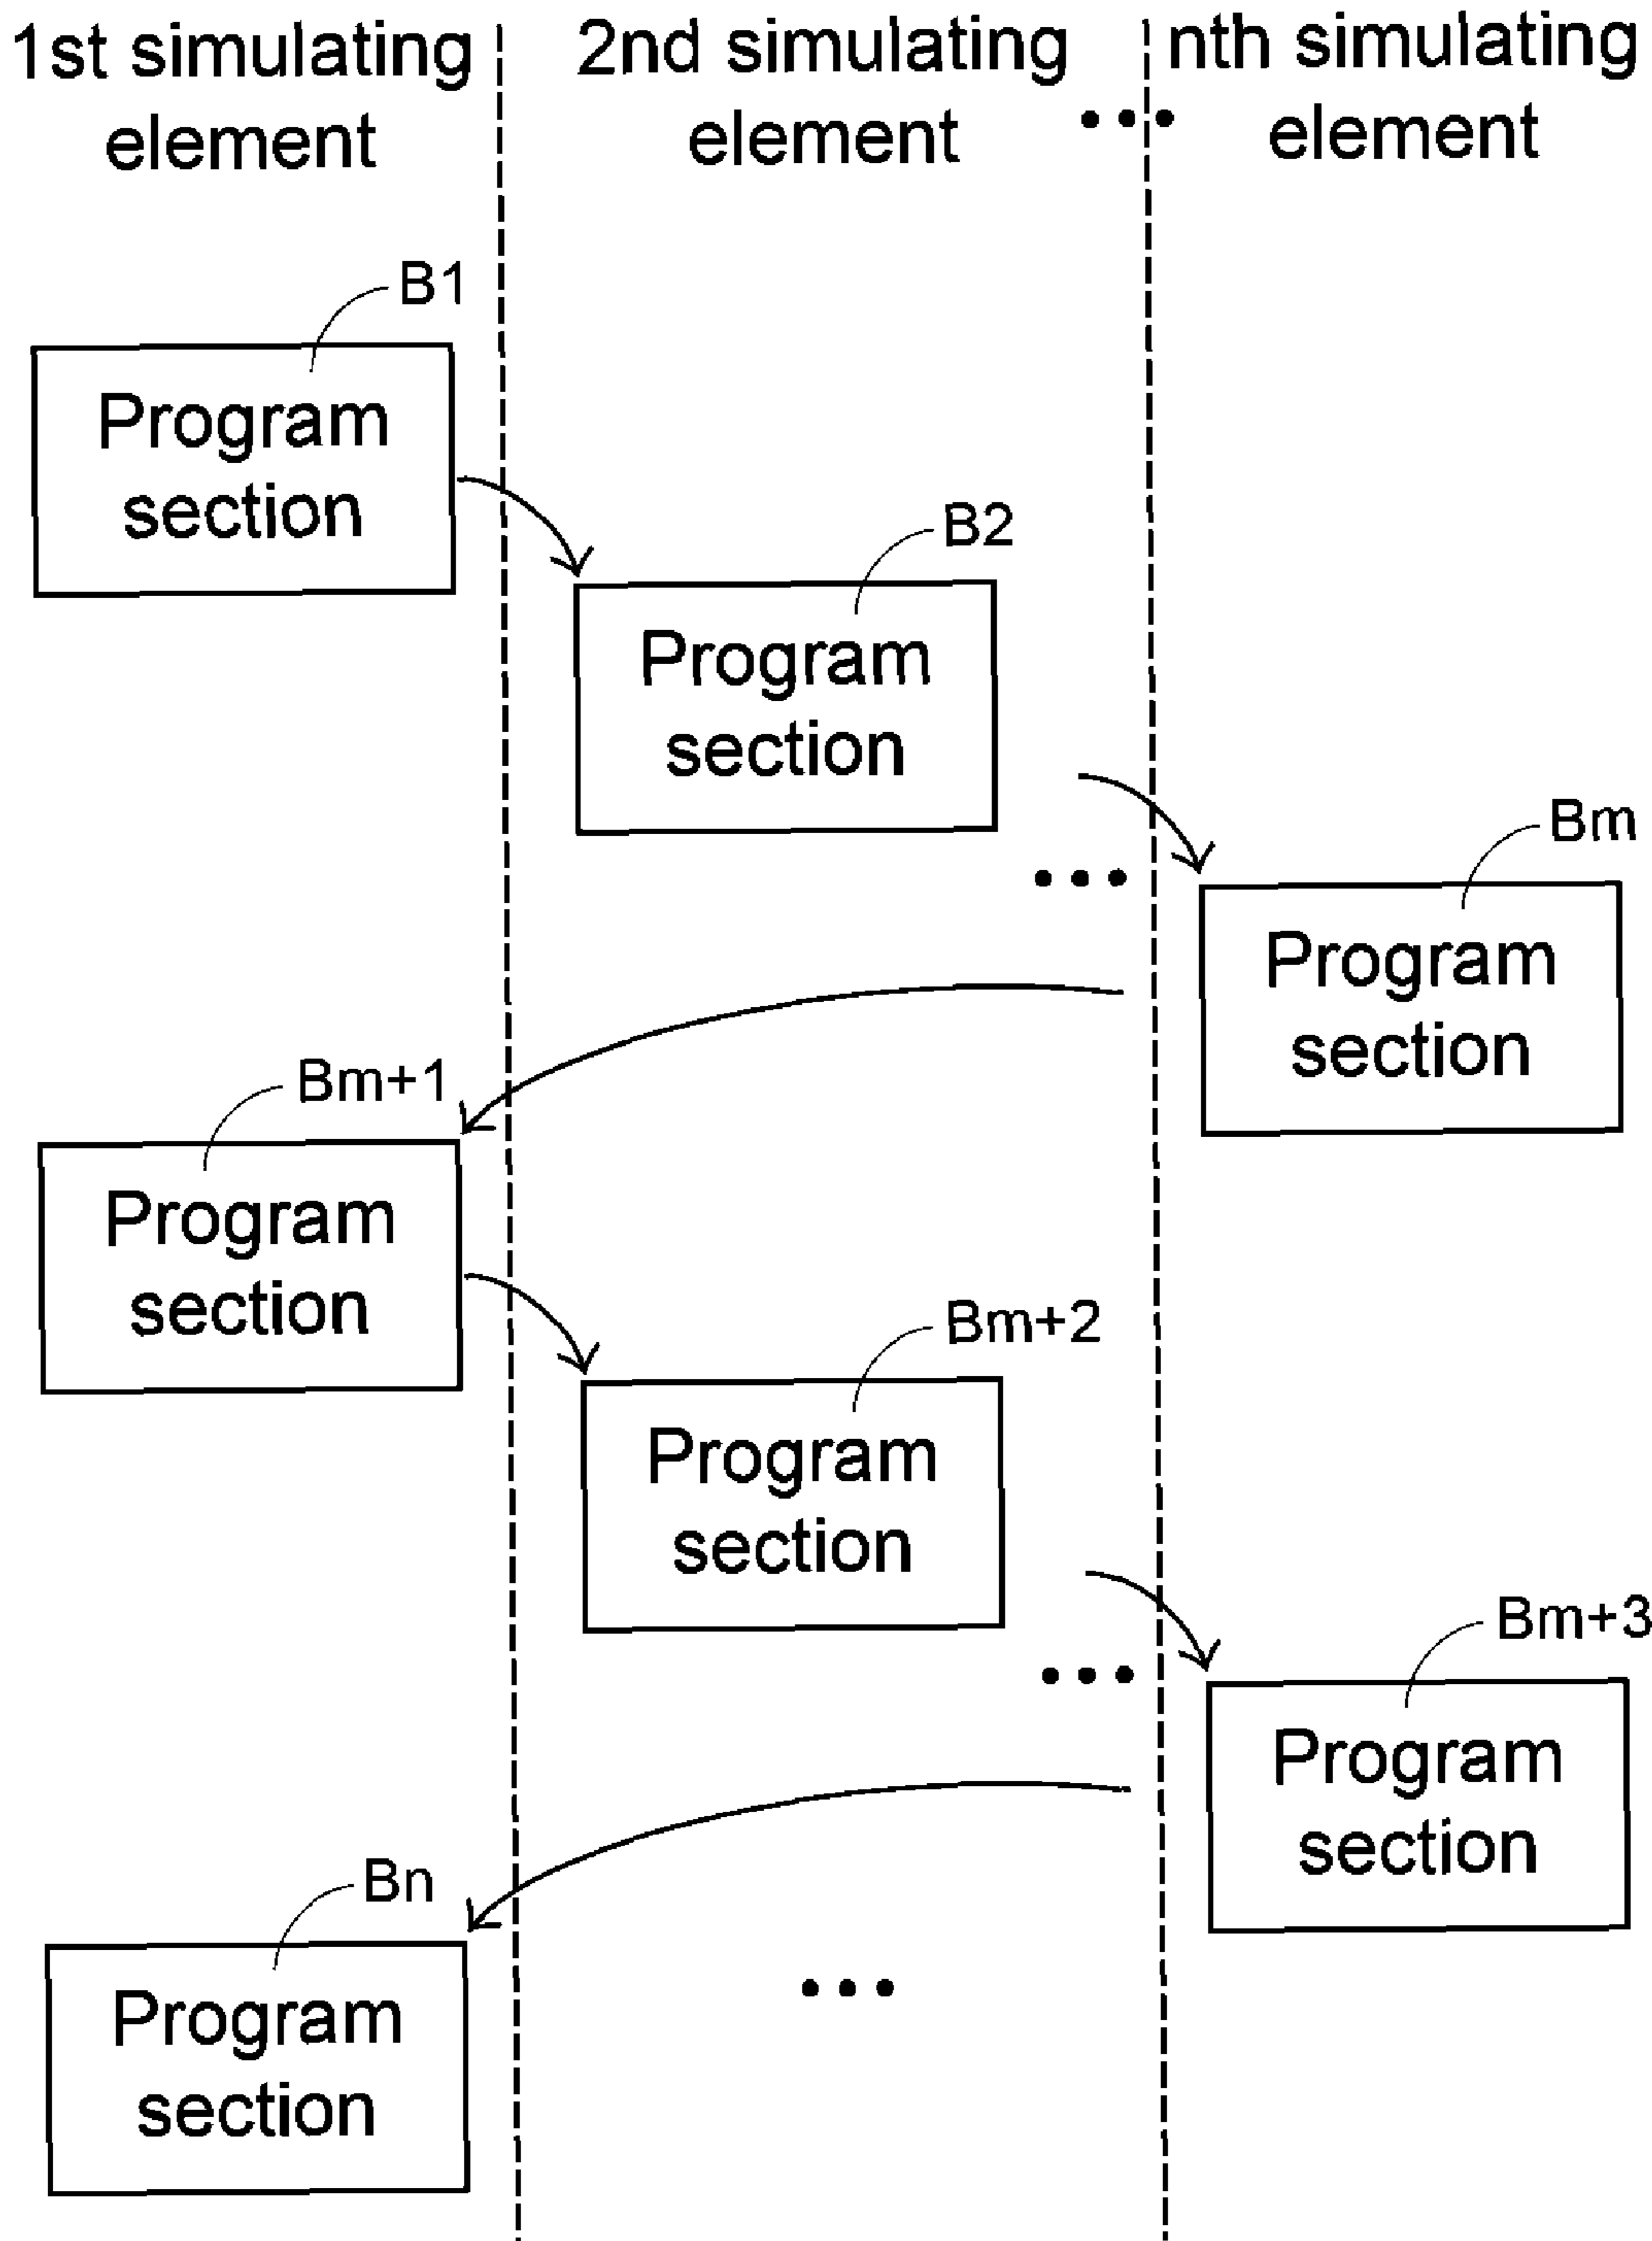 1st simulating
element
2nd simulating
element
...
nth simulating
element
B1
Program
section
B2
Program
section
...
Bm
Program
section
Bm+1
Program
section
Bm+2
Program
section
...
Bm+3
Program
section
Bn
Program
section
...